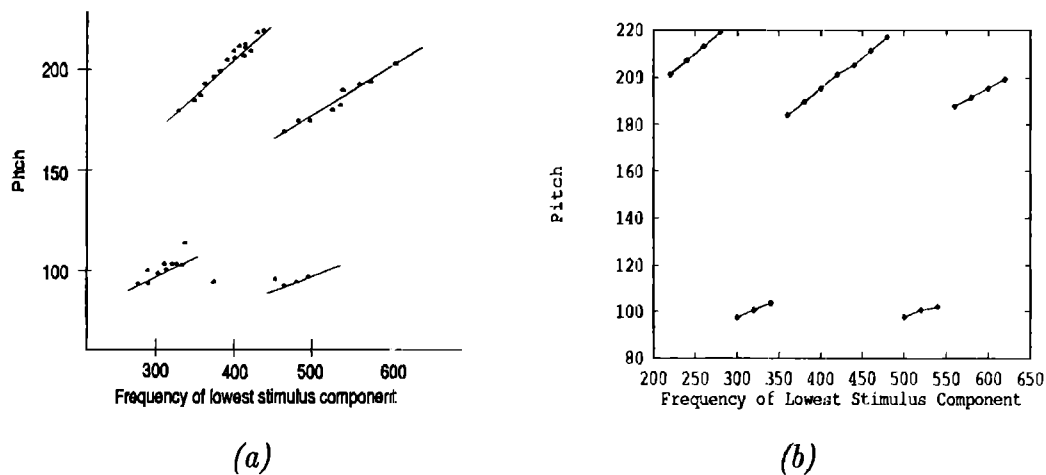 200
150
100
Pitch
300 400 500 600
Frequency of lowest stimulus component
(a)
220
200
180
160
140
120
100
80
Pitch
200 250 300 350 400 450 500 550 600 650
Frequency of Lowest Stimulus Component
(b)